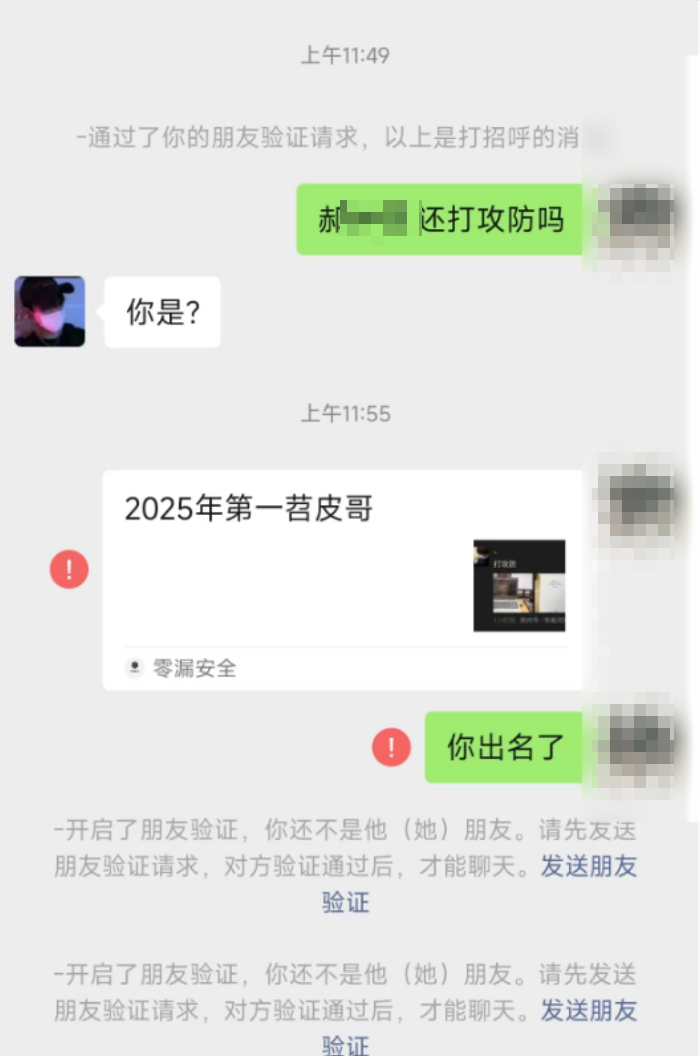 上午11:49
-通过了你的朋友验证请求，以上是打招呼的消
郝 还打攻防吗
你是?
上午11:55
2025年第一苕皮哥
打攻防
零漏安全
你出名了
-开启了朋友验证，你还不是他（她）朋友。请先发送
朋友验证请求，对方验证通过后，才能聊天。发送朋友
验证
-开启了朋友验证，你还不是他（她）朋友。请先发送
朋友验证请求，对方验证通过后，才能聊天。发送朋友
验证